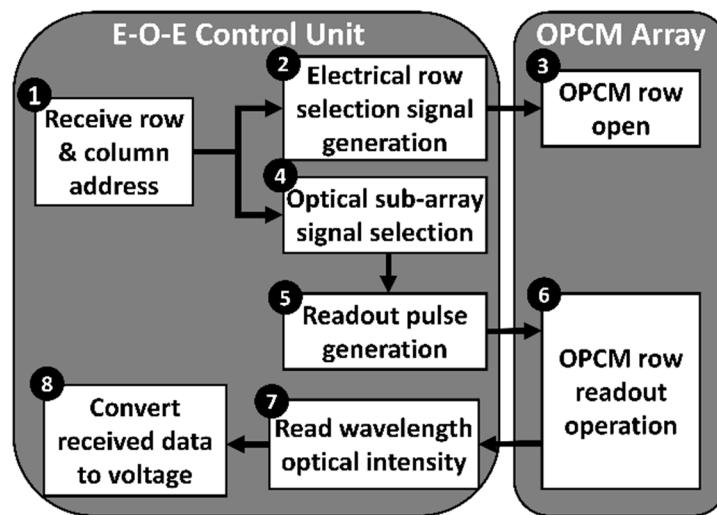 E-O-E Control Unit
OPCM Array
1
Receive row
& column
address
2
Electrical row
selection signal
generation
3
OPCM row
open
4
Optical sub-array
signal selection
5
Readout pulse
generation
6
OPCM row
readout
operation
7
Read wavelength
optical intensity
8
Convert
received data
to voltage